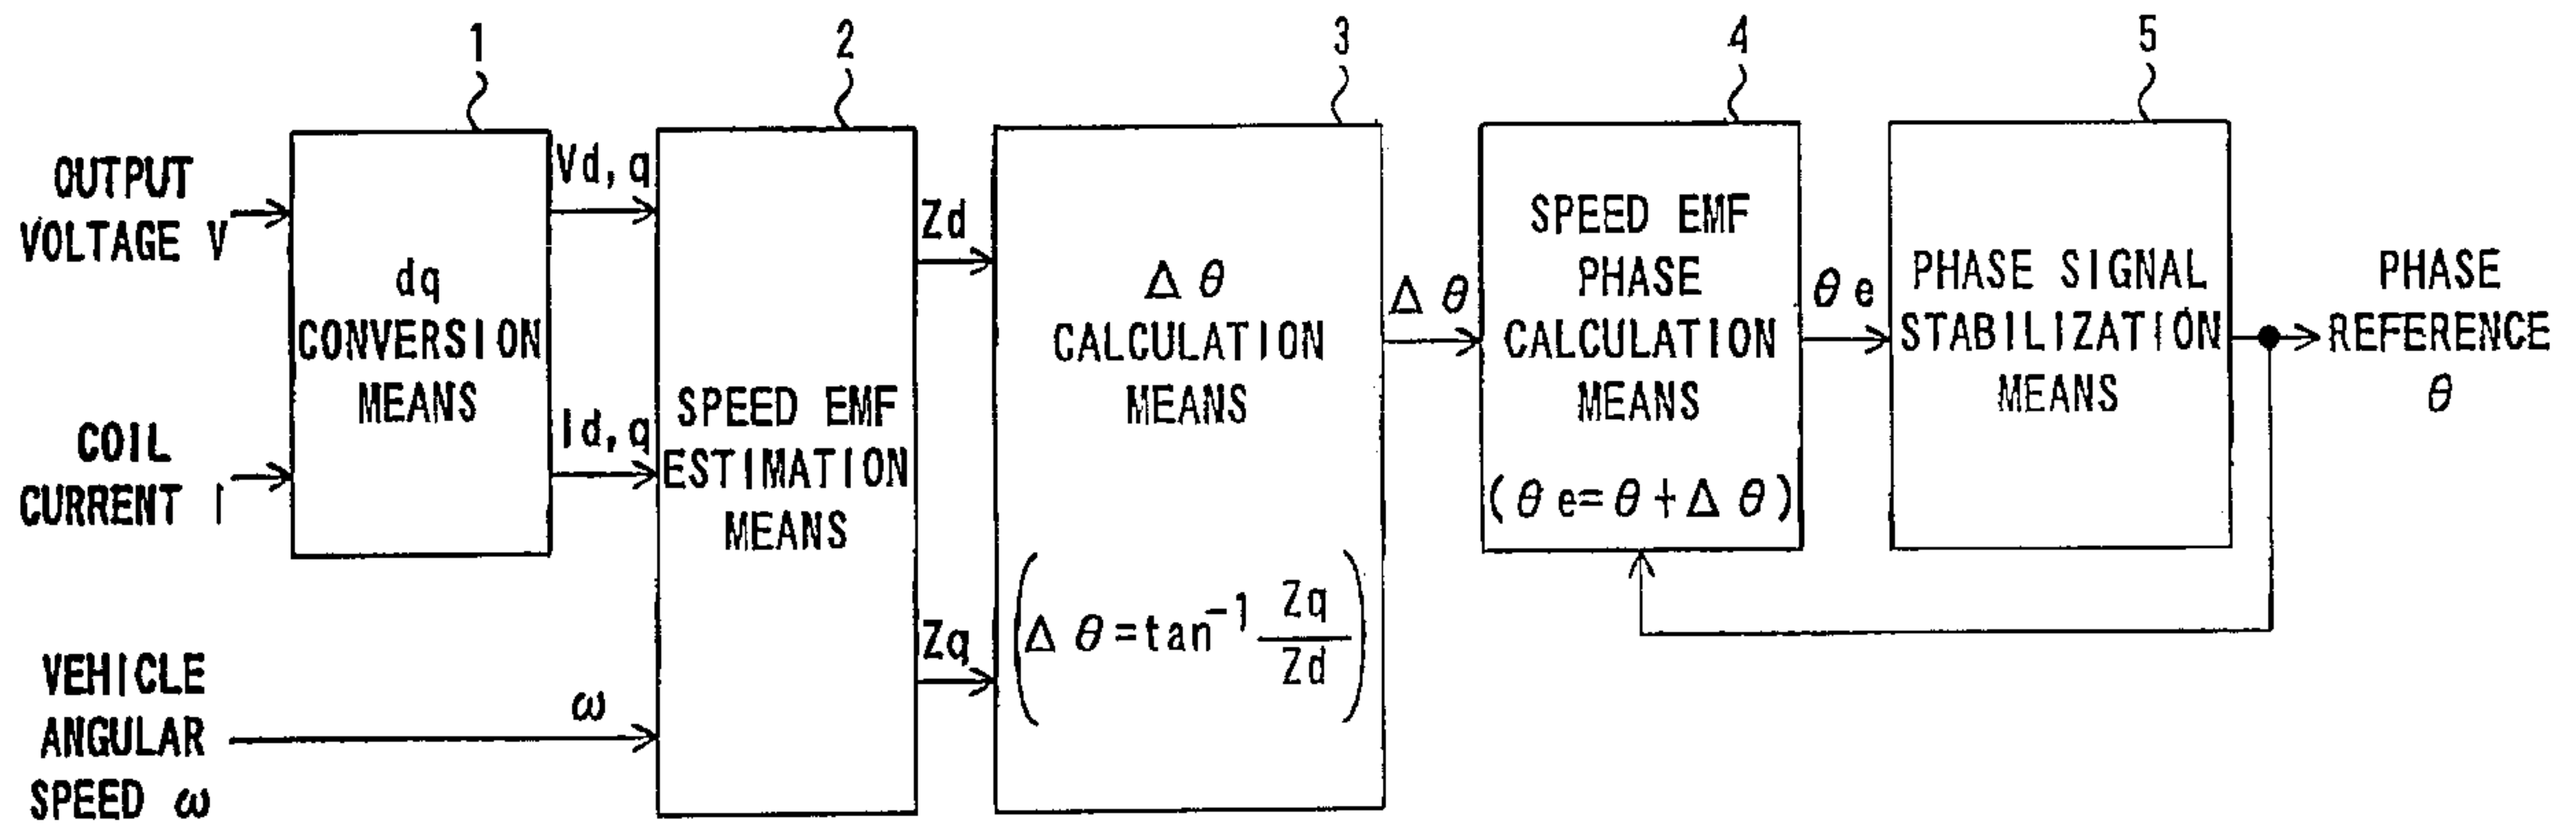 1
2
3
4
5
OUTPUT
VOLTAGE V
COIL
CURRENT I
VEHICLE
ANGULAR
SPEED ω
dq
CONVERSION
MEANS
Vd, q
Id, q
ω
SPEED EMF
ESTIMATION
MEANS
Zd
Zq
Δ θ
CALCULATION
MEANS
(Δ θ = tan⁻¹ Zq
Zd)
Δ θ
SPEED EMF
PHASE
CALCULATION
MEANS
(θ e = θ + Δ θ)
θ e
PHASE SIGNAL
STABILIZATION
MEANS
PHASE
REFERENCE
θ